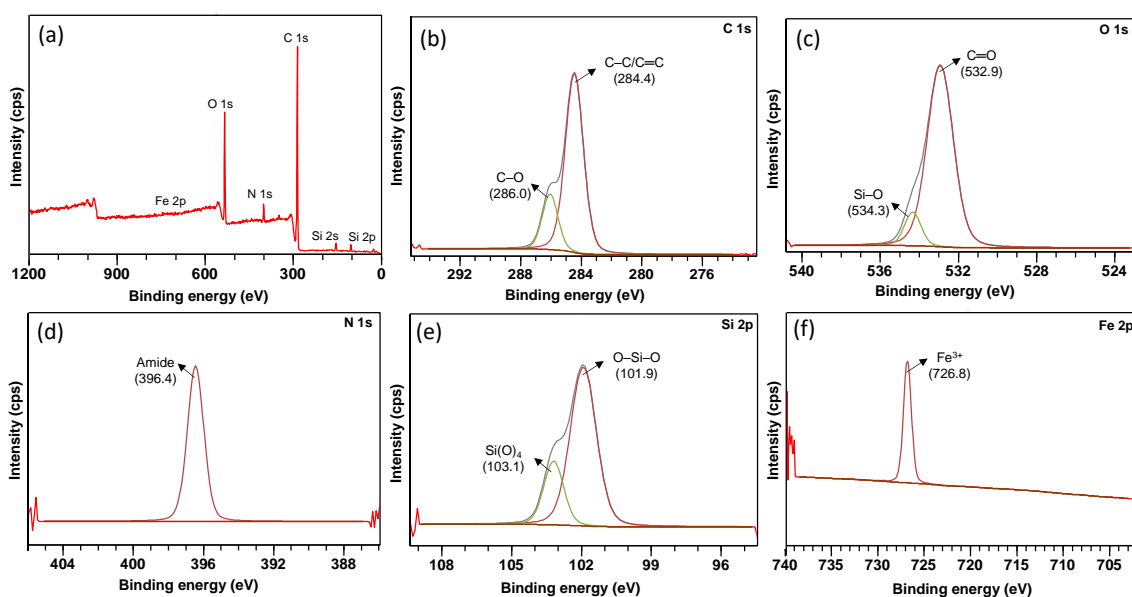 (a)
C 1s
O 1s
Fe 2p
N 1s
Si 2s
Si 2p
Intensity (cps)
1200
900
600
300
0
Binding energy (eV)
(b)
C 1s
C–C/C=C
(284.4)
C–O
(286.0)
Intensity (cps)
292
288
284
280
276
Binding energy (eV)
(c)
O 1s
C=O
(532.9)
Si–O
(534.3)
Intensity (cps)
540
536
532
528
524
Binding energy (eV)
(d)
N 1s
Amide
(396.4)
Intensity (cps)
404
400
396
392
388
Binding energy (eV)
(e)
Si 2p
O–Si–O
(101.9)
Si(O)₄
(103.1)
Intensity (cps)
108
105
102
99
96
Binding energy (eV)
(f)
Fe 2p
Fe³⁺
(726.8)
Intensity (cps)
740
730
725
720
715
710
705
Binding energy (eV)